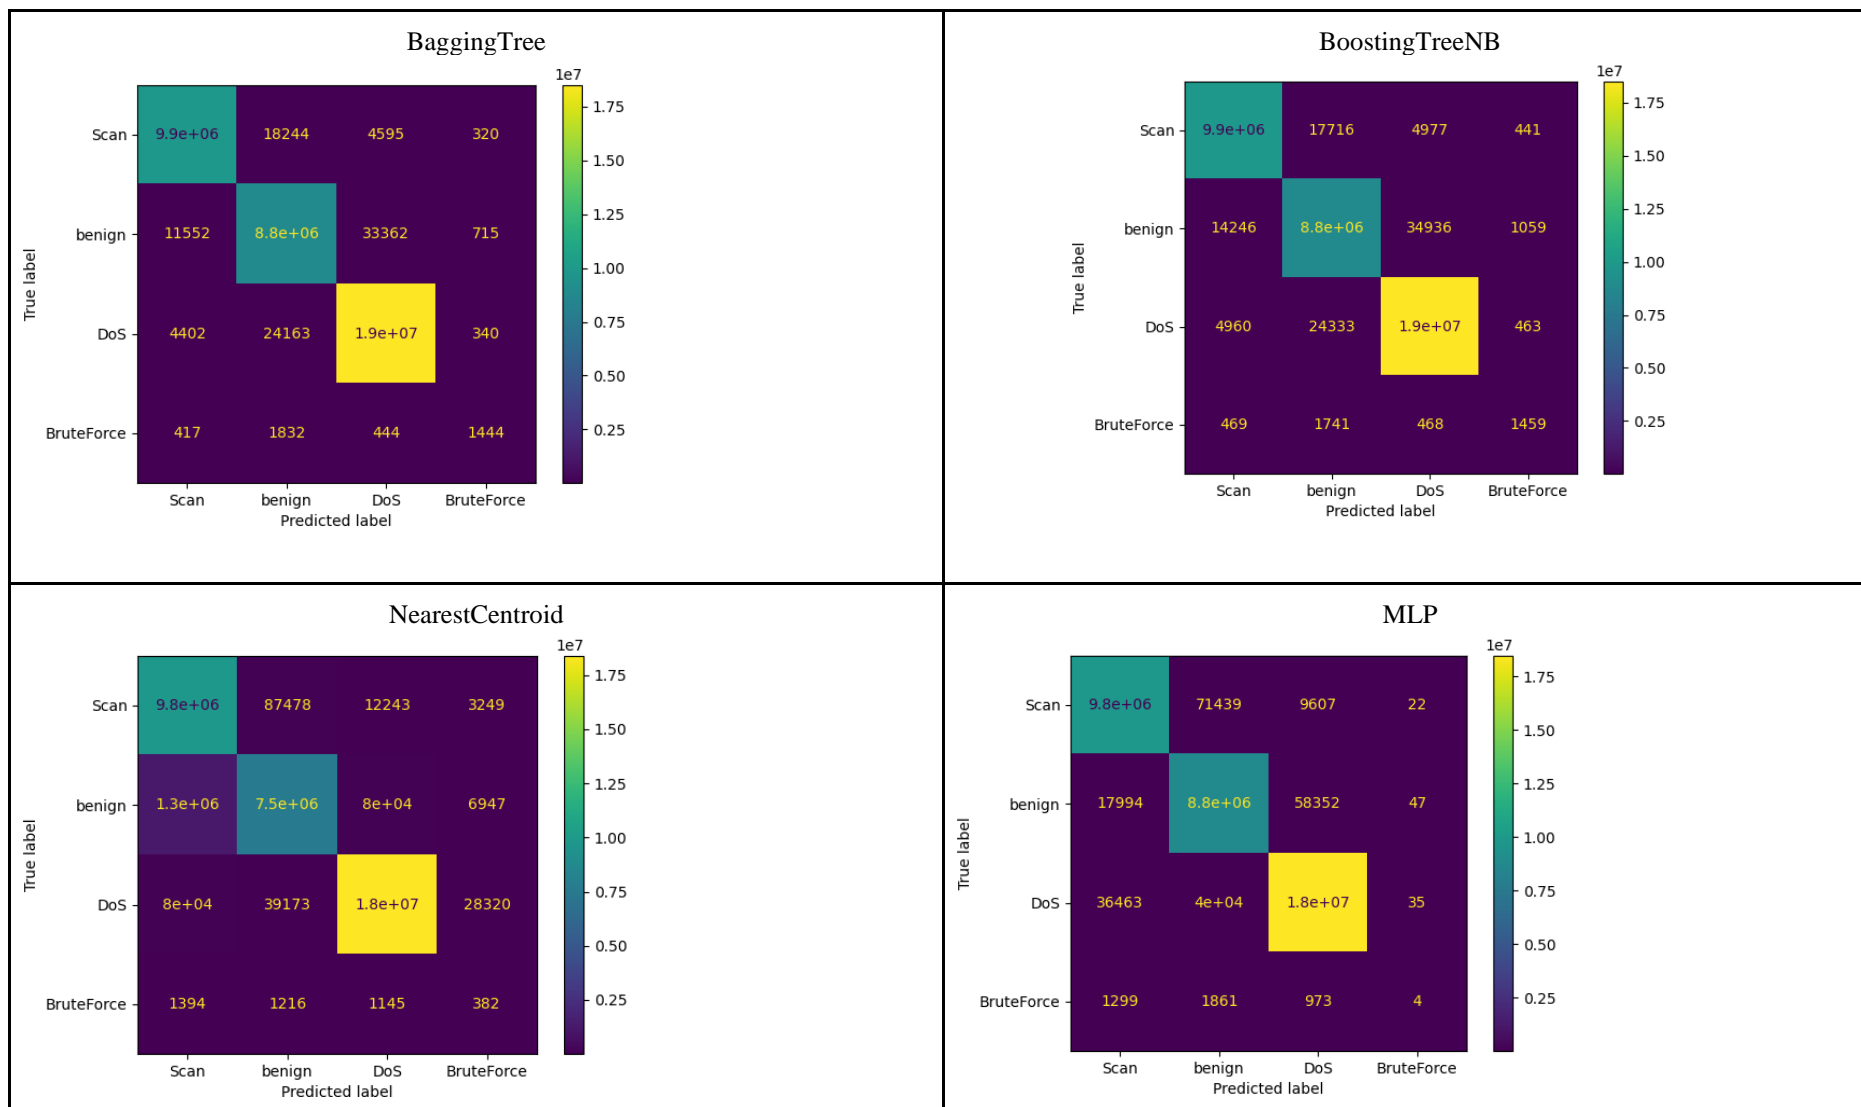 BaggingTree
1e7
Scan 9.9e+06 18244 4595 320
benign 11552 8.8e+06 33362 715
DoS 4402 24163 1.9e+07 340
BruteForce 417 1832 444 1444
Scan benign DoS BruteForce
Predicted label
True label
1.75
1.50
1.25
1.00
0.75
0.50
0.25
BoostingTreeNB
1e7
Scan 9.9e+06 17716 4977 441
benign 14246 8.8e+06 34936 1059
DoS 4960 24333 1.9e+07 463
BruteForce 469 1741 468 1459
Scan benign DoS BruteForce
Predicted label
True label
1.75
1.50
1.25
1.00
0.75
0.50
0.25
NearestCentroid
1e7
Scan 9.8e+06 87478 12243 3249
benign 1.3e+06 7.5e+06 8e+04 6947
DoS 8e+04 39173 1.8e+07 28320
BruteForce 1394 1216 1145 382
Scan benign DoS BruteForce
Predicted label
True label
1.75
1.50
1.25
1.00
0.75
0.50
0.25
MLP
1e7
Scan 9.8e+06 71439 9607 22
benign 17994 8.8e+06 58352 47
DoS 36463 4e+04 1.8e+07 35
BruteForce 1299 1861 973 4
Scan benign DoS BruteForce
Predicted label
True label
1.75
1.50
1.25
1.00
0.75
0.50
0.25